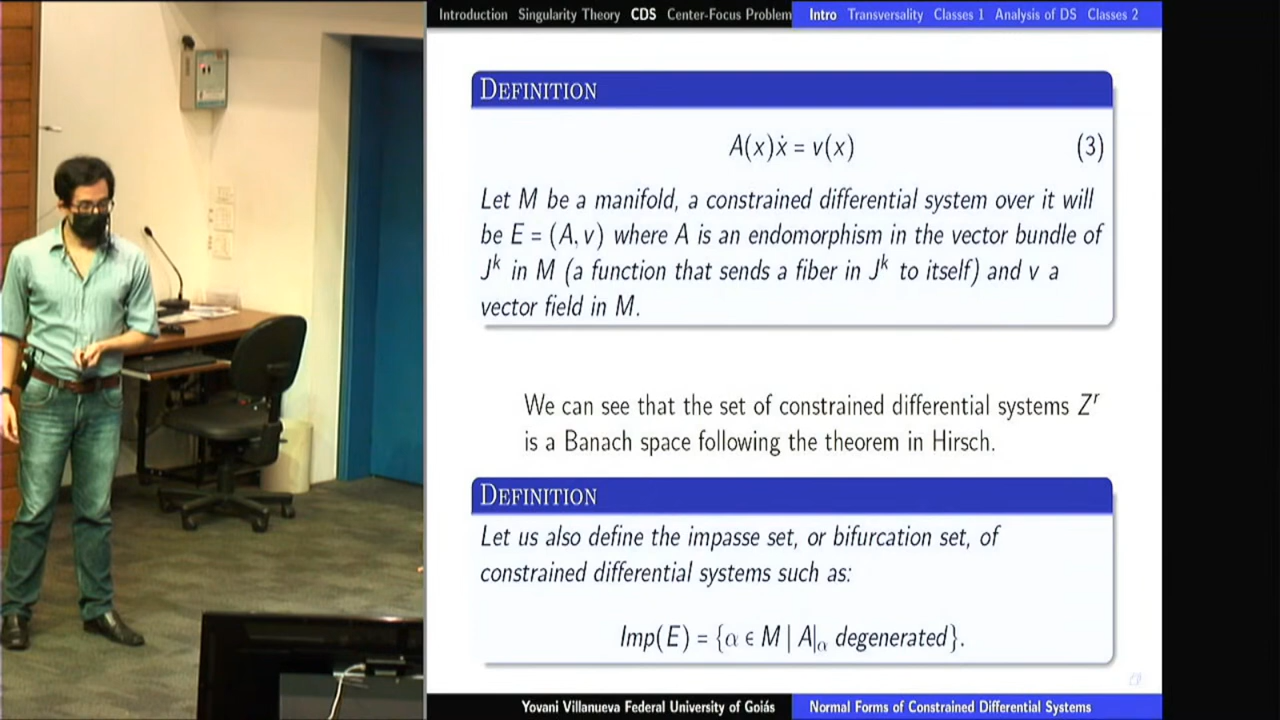 Introduction Singularity Theory CDS Center-Focus Problem Intro Transversality Classes 1 Analysis of DS Classes 2
DEFINITION
A(x)ẋ = v(x) (3)
Let M be a manifold, a constrained differential system over it will
be E = (A, v) where A is an endomorphism in the vector bundle of
Jᵏ in M (a function that sends a fiber in Jᵏ to itself) and v a
vector field in M.
We can see that the set of constrained differential systems Zʳ
is a Banach space following the theorem in Hirsch.
DEFINITION
Let us also define the impasse set, or bifurcation set, of
constrained differential systems such as:
Imp(E) = {α ∈ M | A|α degenerated}.
Yovani Villanueva Federal University of Goiás Normal Forms of Constrained Differential Systems